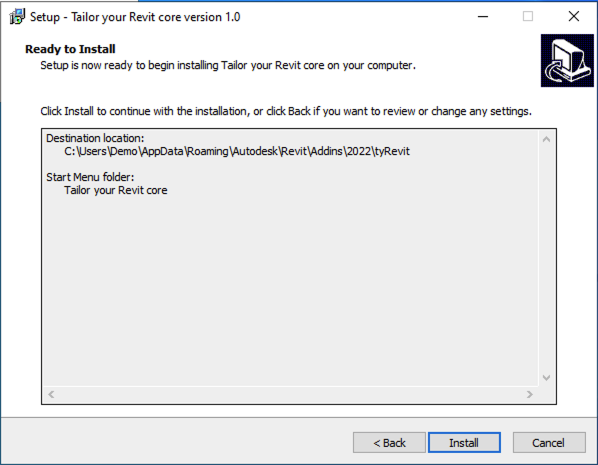 Setup - Tailor your Revit core version 1.0
Ready to Install
Setup is now ready to begin installing Tailor your Revit core on your computer.
Click Install to continue with the installation, or click Back if you want to review or change any settings.
Destination location:
C:\Users\Demo\AppData\Roaming\Autodesk\Revit\Addins\2022\tyRevit
Start Menu folder:
Tailor your Revit core
< Back
Install
Cancel